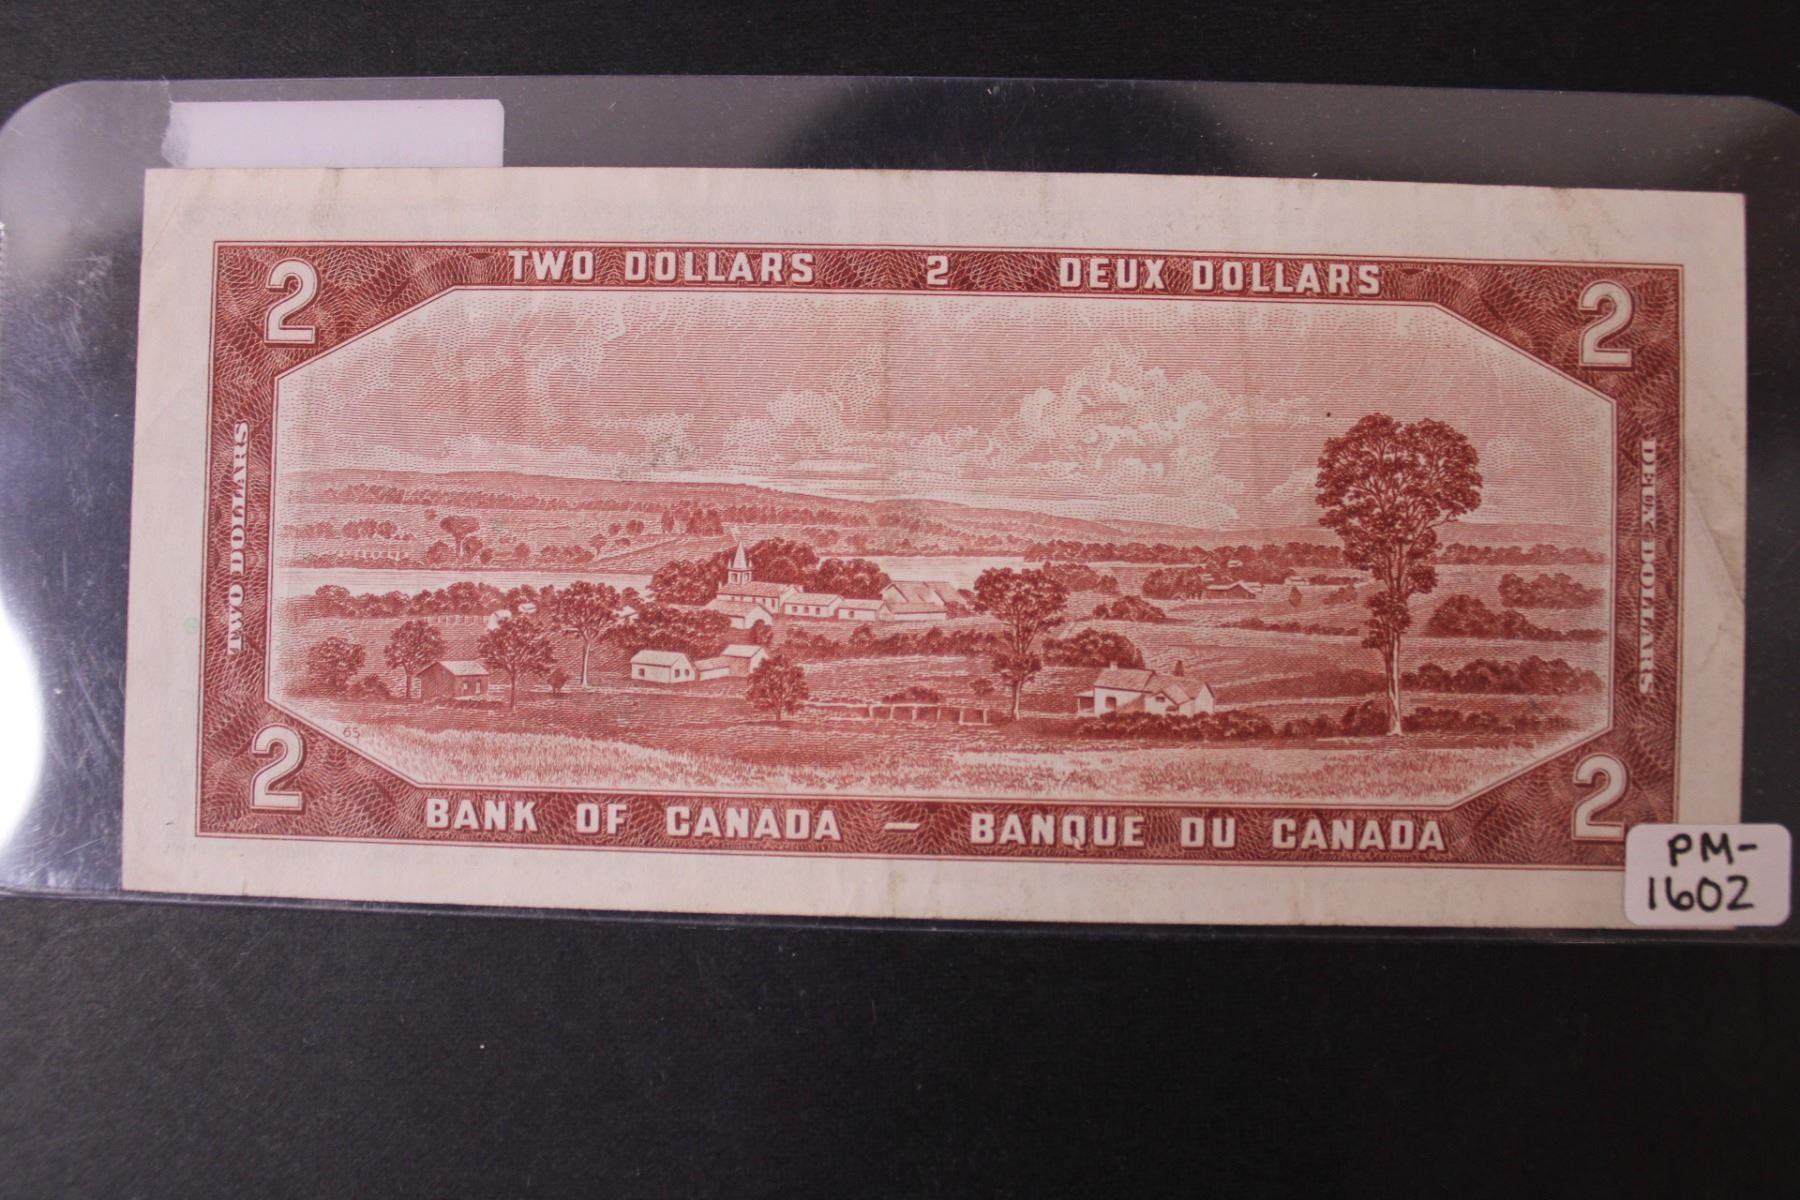 TWO DOLLARS 2 DEUX DOLLARS
2 2
TWO DOLLARS
DEUX DOLLARS
65
2 2
BANK OF CANADA — BANQUE DU CANADA
PM-
1602